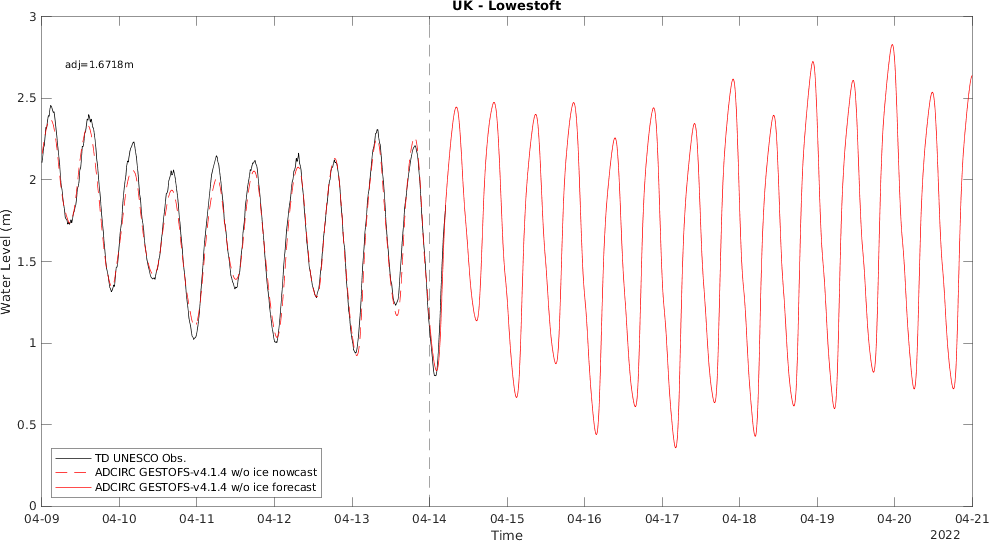 UK - Lowestoft
adj=1.6718m
3
2.5
2
1.5
1
0.5
0
Water Level (m)
TD UNESCO Obs.
ADCIRC GESTOFS-v4.1.4 w/o ice nowcast
ADCIRC GESTOFS-v4.1.4 w/o ice forecast
04-09 04-10 04-11 04-12 04-13 04-14 04-15 04-16 04-17 04-18 04-19 04-20 04-21
Time
2022